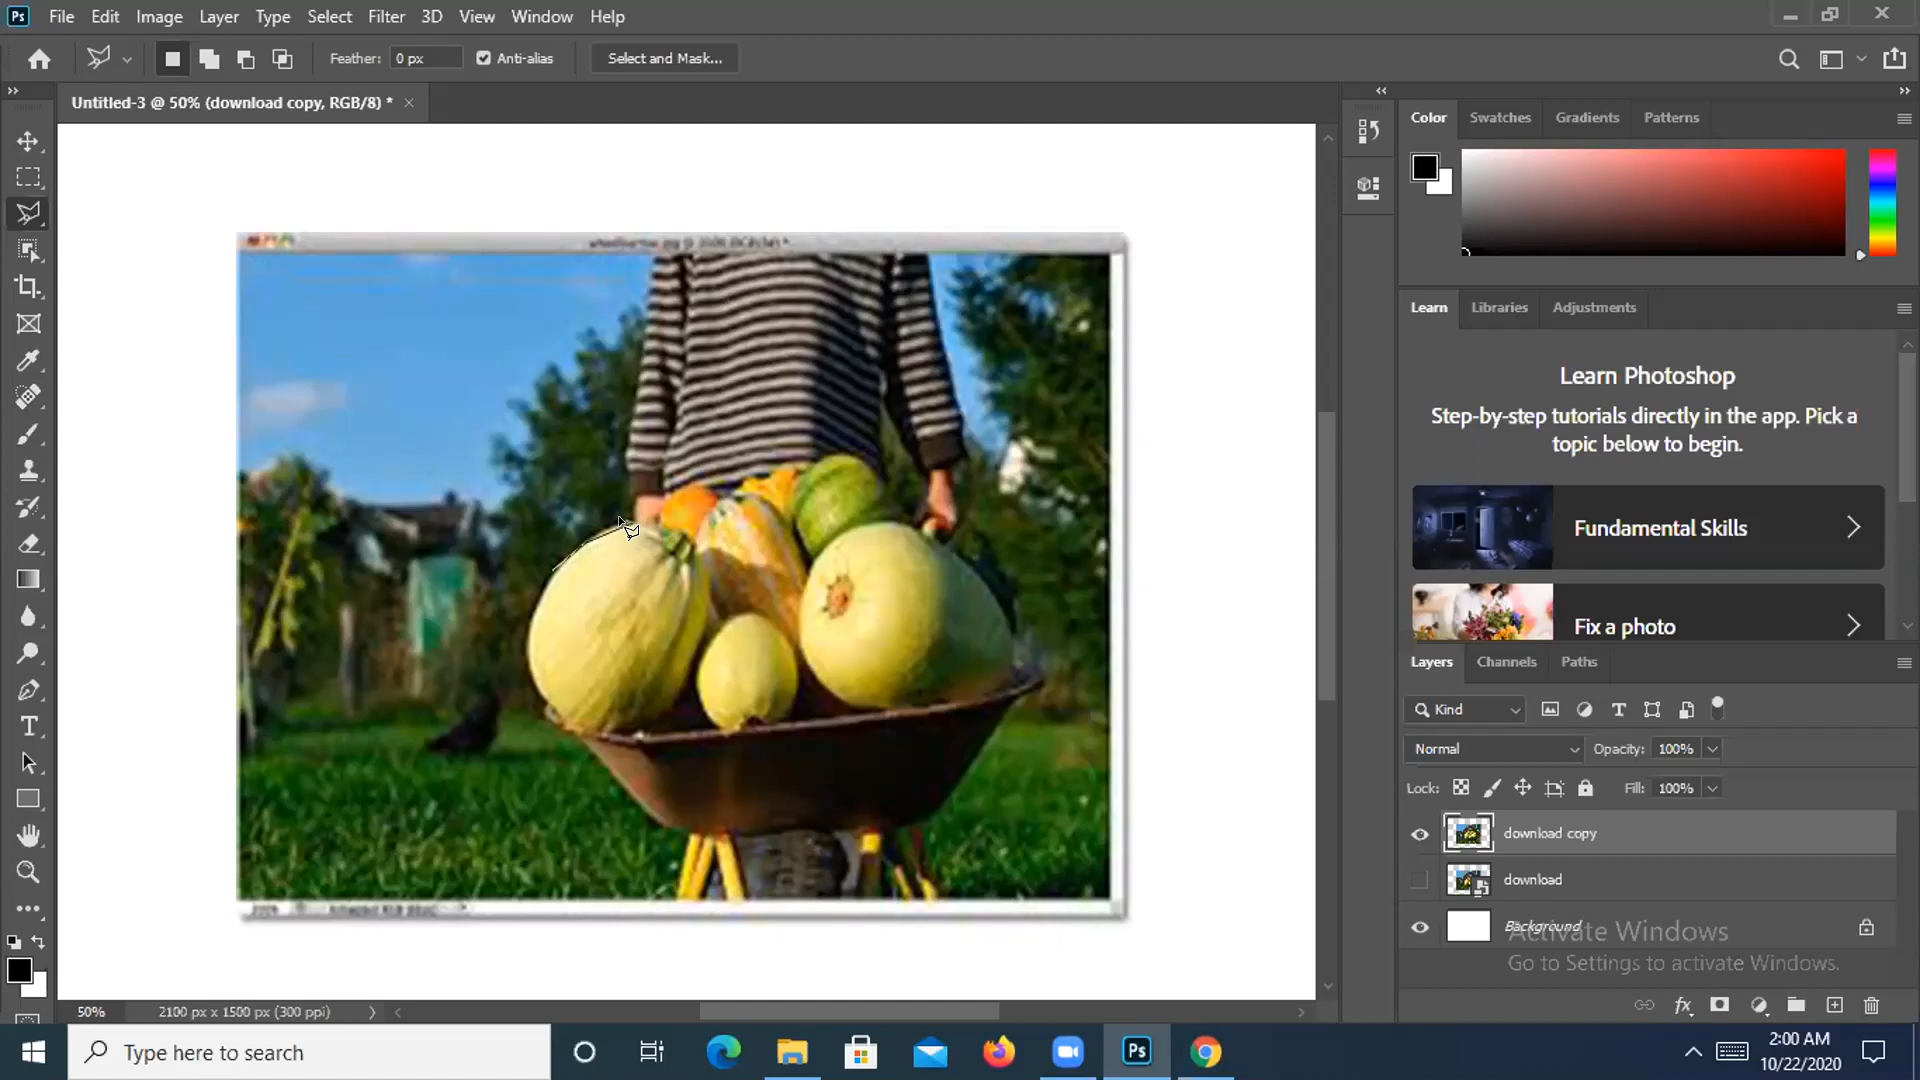 Ps File Edit Image Layer Type Select Filter 3D View Window Help
Feather: 0 px Anti-alias Select and Mask...
Untitled-3 @ 50% (download copy, RGB/8) * ×
Color Swatches Gradients Patterns
Learn Libraries Adjustments
Learn Photoshop
Step-by-step tutorials directly in the app. Pick a
topic below to begin.
Fundamental Skills
Fix a photo
Layers Channels Paths
Kind
Normal Opacity: 100%
Lock: Fill: 100%
download copy
download
Background
Activate Windows
Go to Settings to activate Windows.
50% 2100 px x 1500 px (300 ppi)
Type here to search
Ps
2:00 AM
10/22/2020